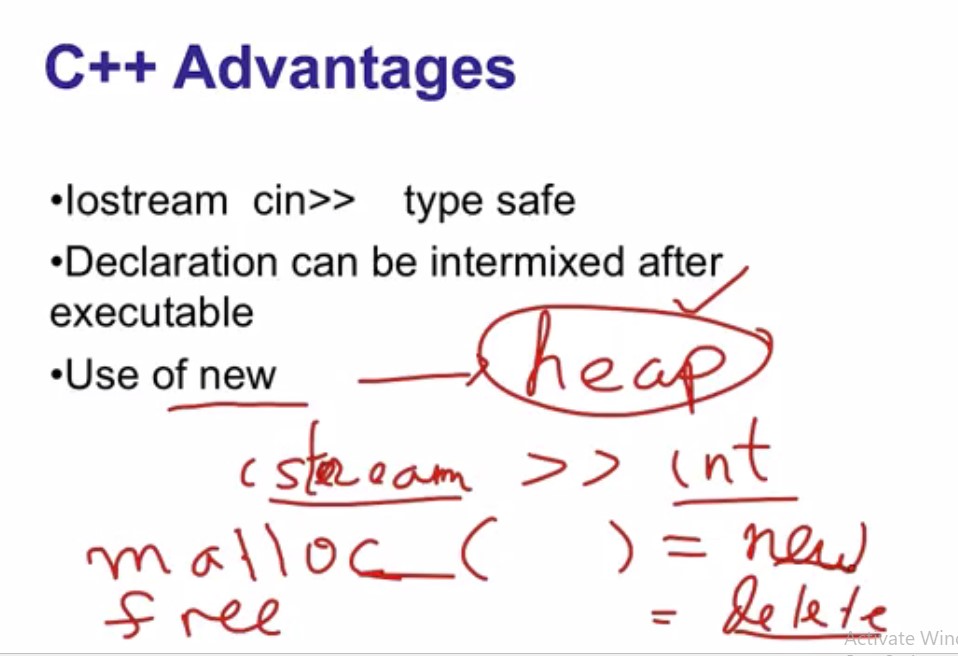 C++ Advantages
•Iostream cin>> type safe
•Declaration can be intermixed after
executable
•Use of new → heap
istream >> int
malloc ( ) = new
free = delete
Activate Win